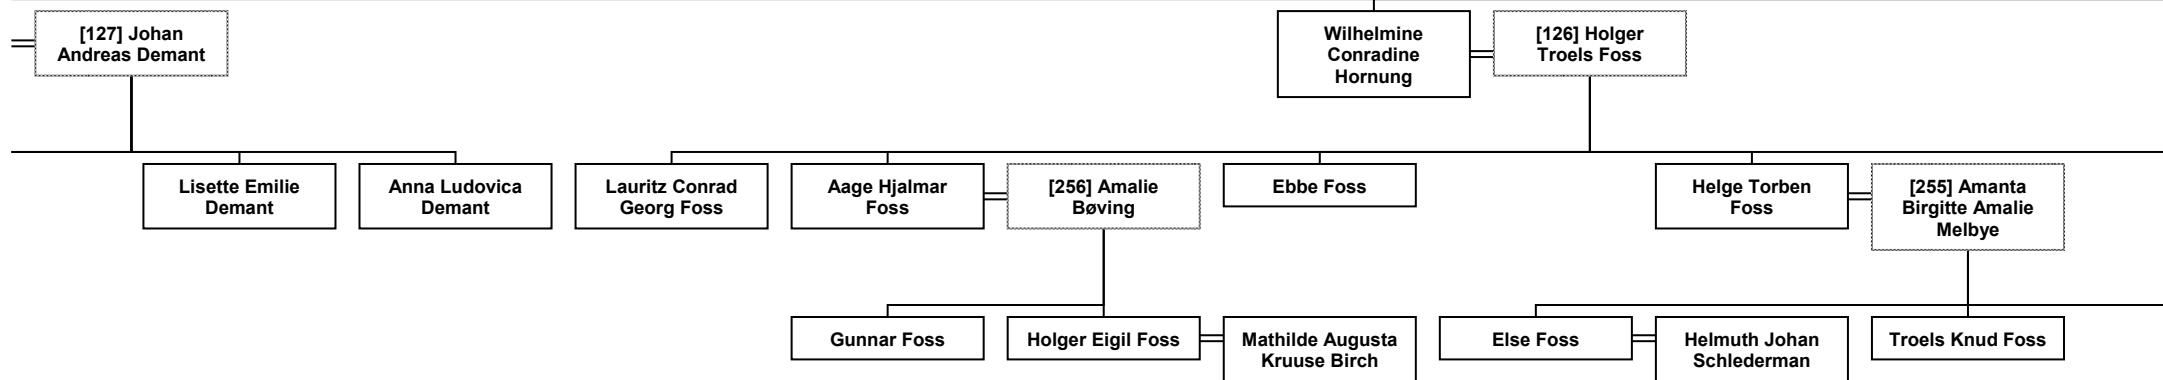 [127] Johan
Andreas Demant
Wilhelmine
Conradine
Hornung
[126] Holger
Troels Foss
Lisette Emilie
Demant
Anna Ludovica
Demant
Lauritz Conrad
Georg Foss
Aage Hjalmar
Foss
[256] Amalie
Bøving
Ebbe Foss
Helge Torben
Foss
[255] Amanta
Birgitte Amalie
Melbye
Gunnar Foss
Holger Eigil Foss
Mathilde Augusta
Kruuse Birch
Else Foss
Helmuth Johan
Schlederman
Troels Knud Foss